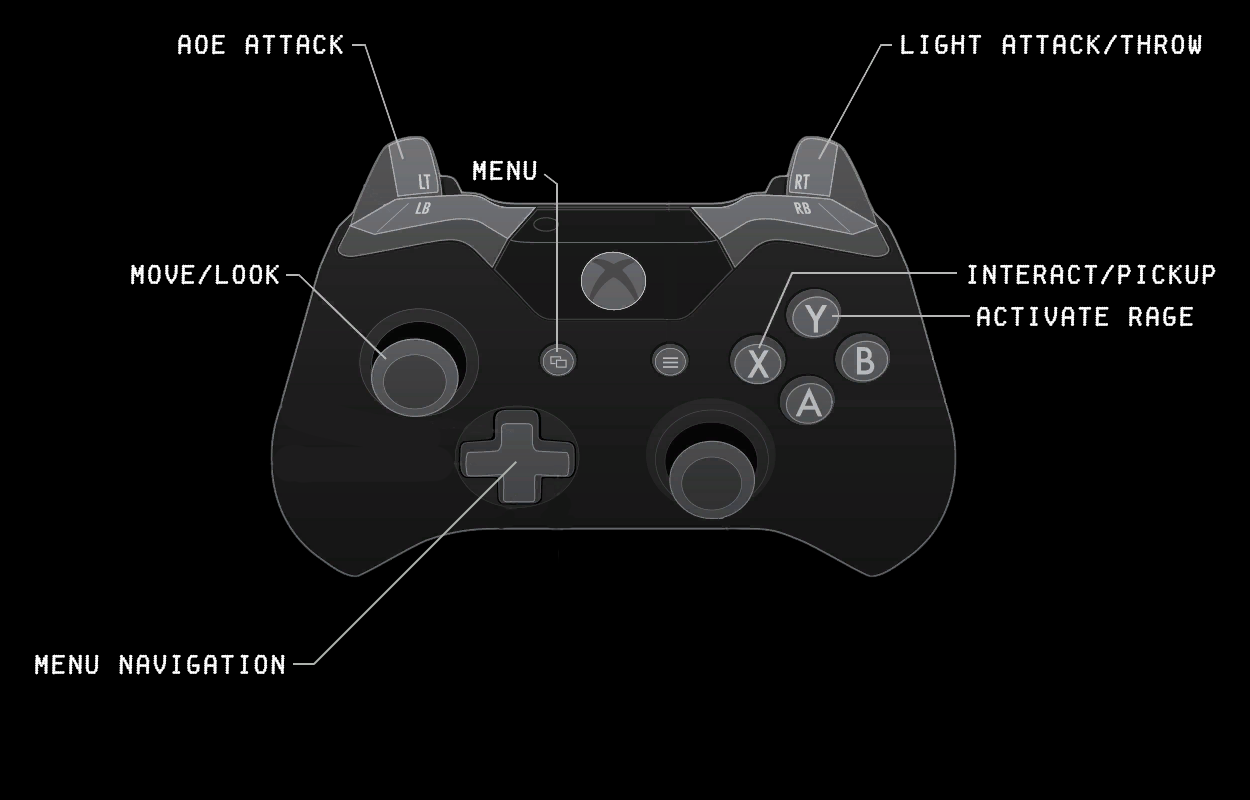 AOE ATTACK
LIGHT ATTACK/THROW
MENU
LT
RT
LB
RB
MOVE/LOOK
INTERACT/PICKUP
ACTIVATE RAGE
Y
X
B
A
MENU NAVIGATION